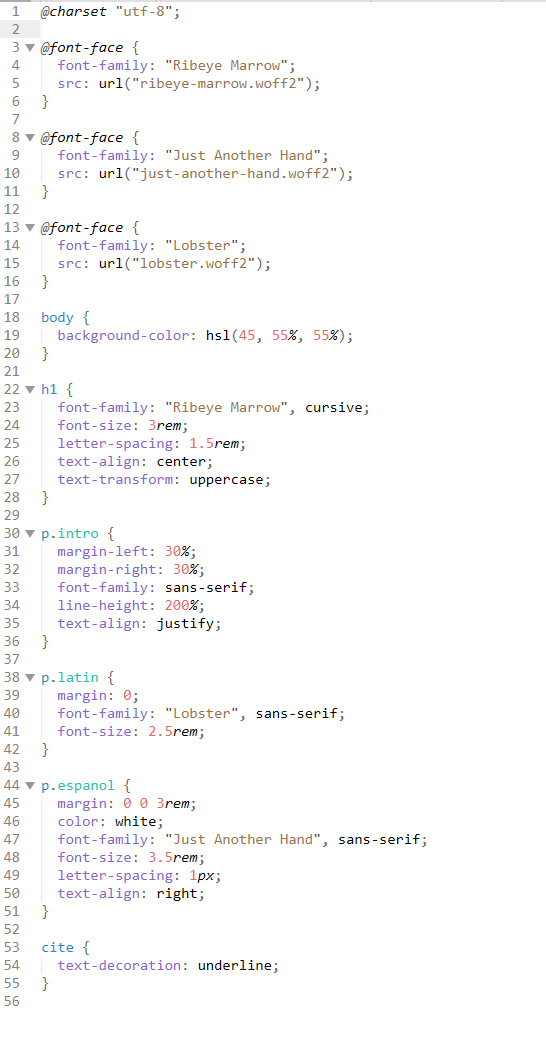 1 @charset "utf-8";
2
3 @font-face {
4 font-family: "Ribeye Marrow";
5 src: url("ribeye-marrow.woff2");
6 }
7
8 @font-face {
9 font-family: "Just Another Hand";
10 src: url("just-another-hand.woff2");
11 }
12
13 @font-face {
14 font-family: "Lobster";
15 src: url("lobster.woff2");
16 }
17
18 body {
19 background-color: hsl(45, 55%, 55%);
20 }
21
22 h1 {
23 font-family: "Ribeye Marrow", cursive;
24 font-size: 3rem;
25 letter-spacing: 1.5rem;
26 text-align: center;
27 text-transform: uppercase;
28 }
29
30 p.intro {
31 margin-left: 30%;
32 margin-right: 30%;
33 font-family: sans-serif;
34 line-height: 200%;
35 text-align: justify;
36 }
37
38 p.latin {
39 margin: 0;
40 font-family: "Lobster", sans-serif;
41 font-size: 2.5rem;
42 }
43
44 p.espanol {
45 margin: 0 0 3rem;
46 color: white;
47 font-family: "Just Another Hand", sans-serif;
48 font-size: 3.5rem;
49 letter-spacing: 1px;
50 text-align: right;
51 }
52
53 cite {
54 text-decoration: underline;
55 }
56